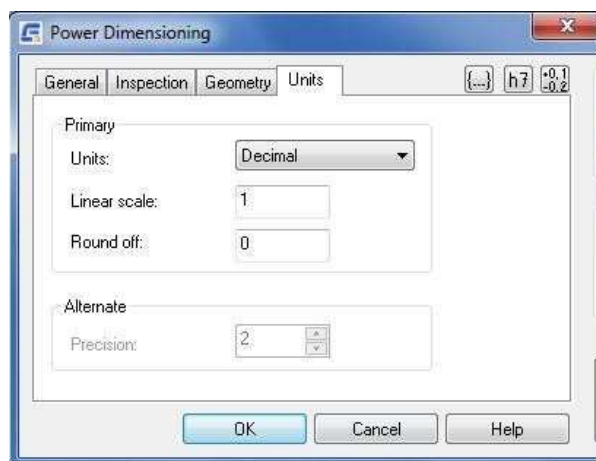 Power Dimensioning
General Inspection Geometry Units {...} h7 +0,1 -0,2
Primary
Units: Decimal
Linear scale: 1
Round off: 0
Alternate
Precision: 2
OK Cancel Help